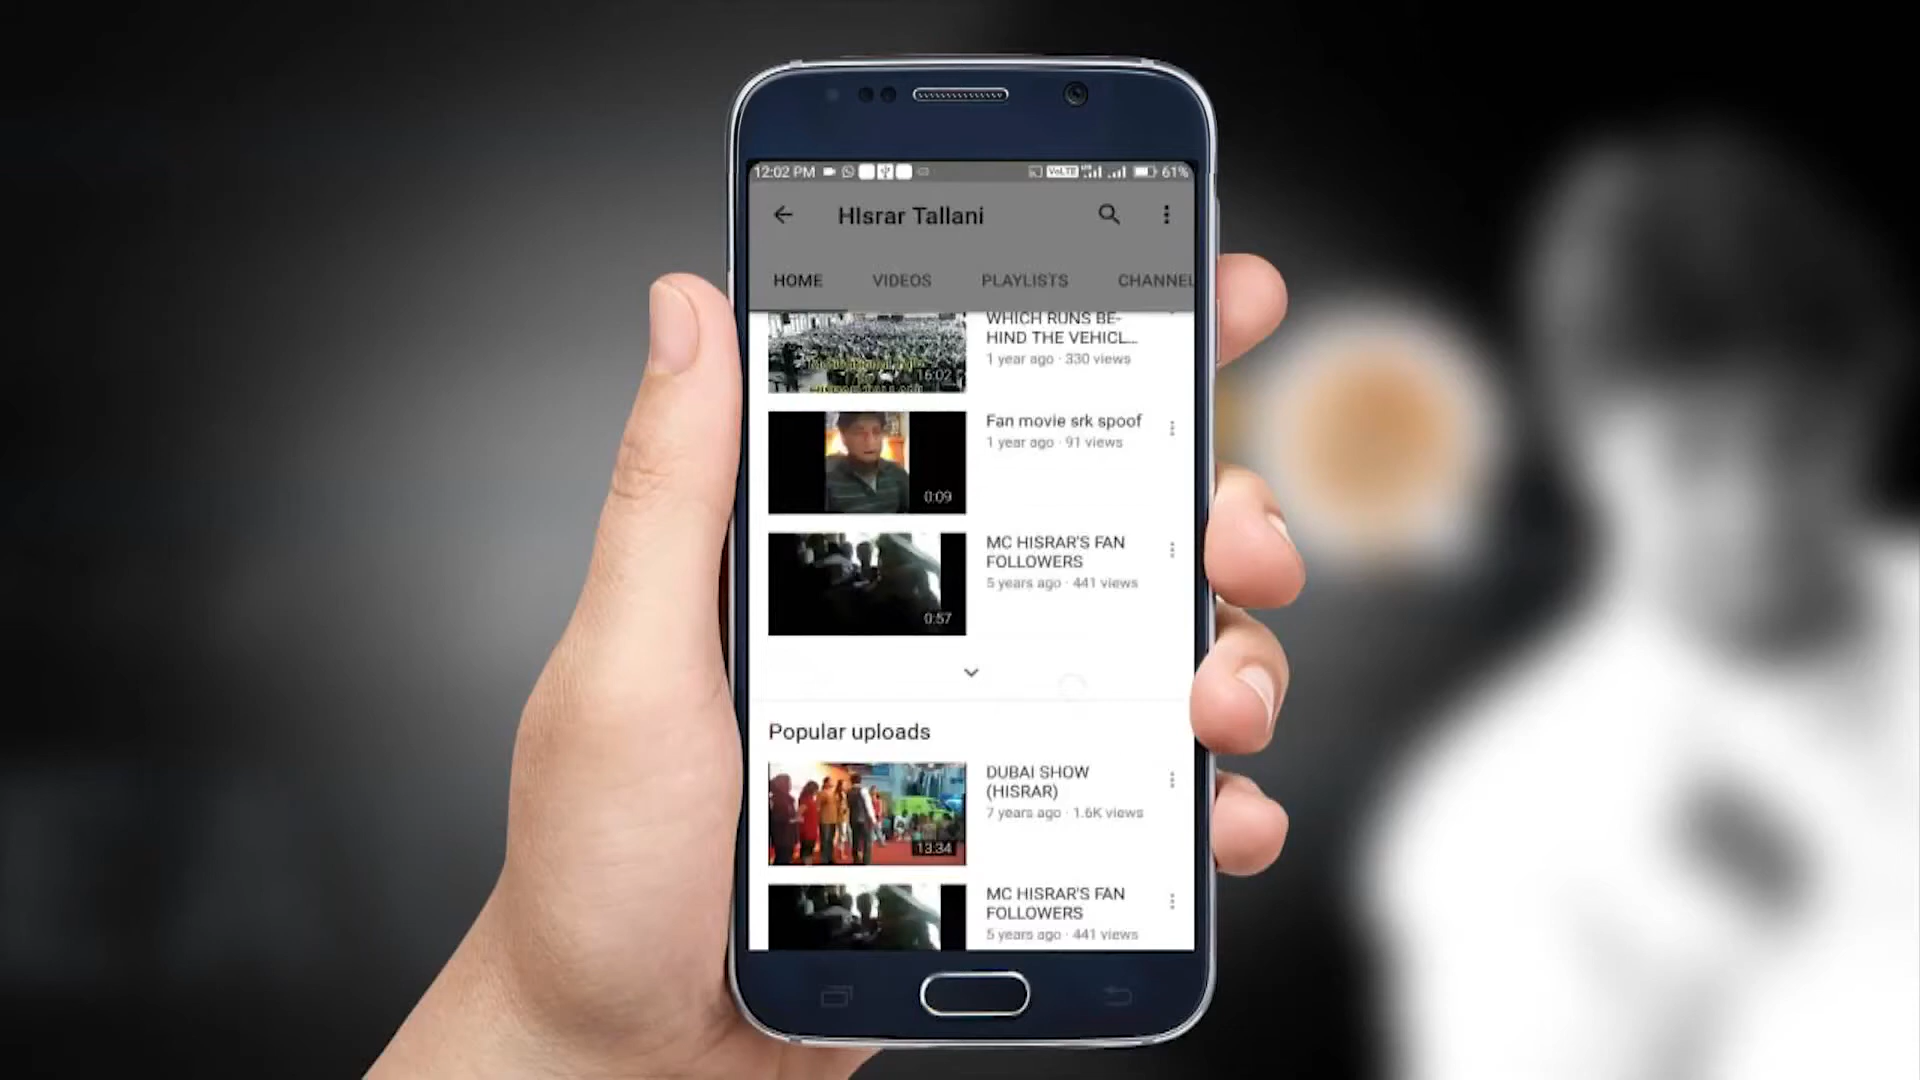 12:02 PM
VoLTE
61%
HIsrar Tallani
HOME VIDEOS PLAYLISTS CHANNEL
WHICH RUNS BE-
HIND THE VEHICL...
1 year ago · 330 views
16:02
Fan movie srk spoof
1 year ago · 91 views
0:09
MC HISRAR'S FAN
FOLLOWERS
5 years ago · 441 views
0:57
Popular uploads
DUBAI SHOW
(HISRAR)
7 years ago · 1.6K views
13:34
MC HISRAR'S FAN
FOLLOWERS
5 years ago · 441 views